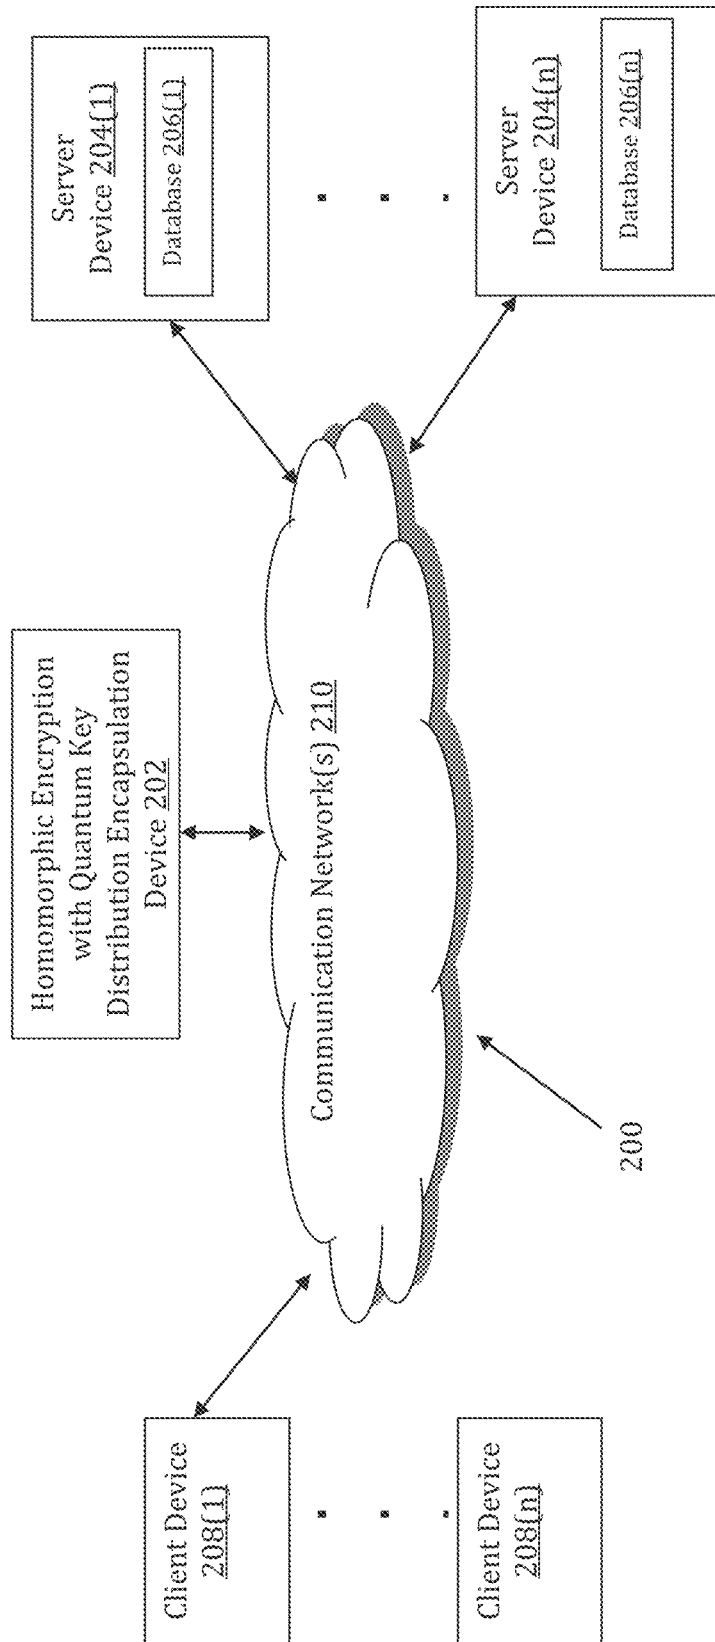 Homomorphic Encryption
with Quantum Key
Distribution Encapsulation
Device 202
Client Device
208(1)
Client Device
208(n)
Communication Network(s) 210
200
Server
Device 204(1)
Database 206(1)
Server
Device 204(n)
Database 206(n)